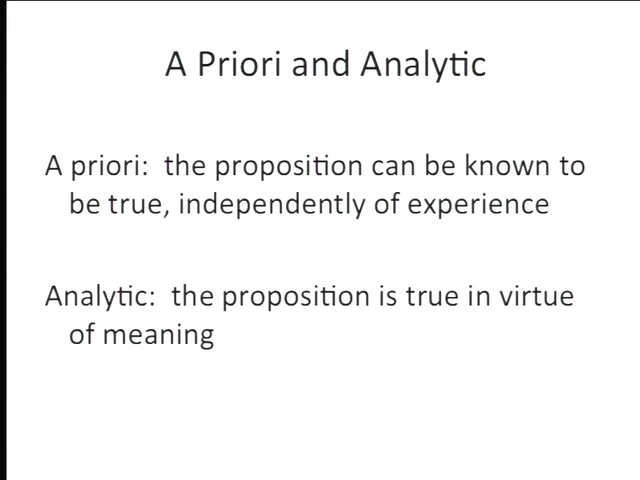 A Priori and Analytic
A priori:  the proposition can be known to
be true, independently of experience
Analytic:  the proposition is true in virtue
of meaning